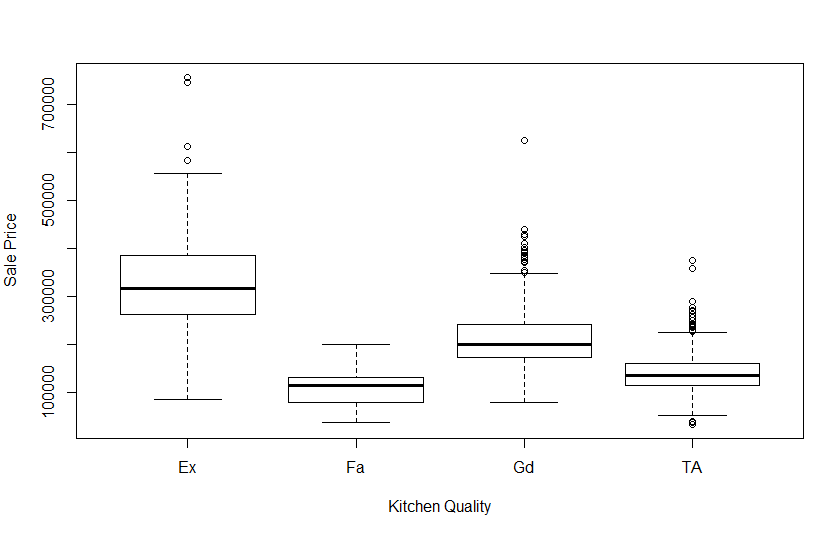 Sale Price
700000
500000
300000
100000
Ex Fa Gd TA
Kitchen Quality